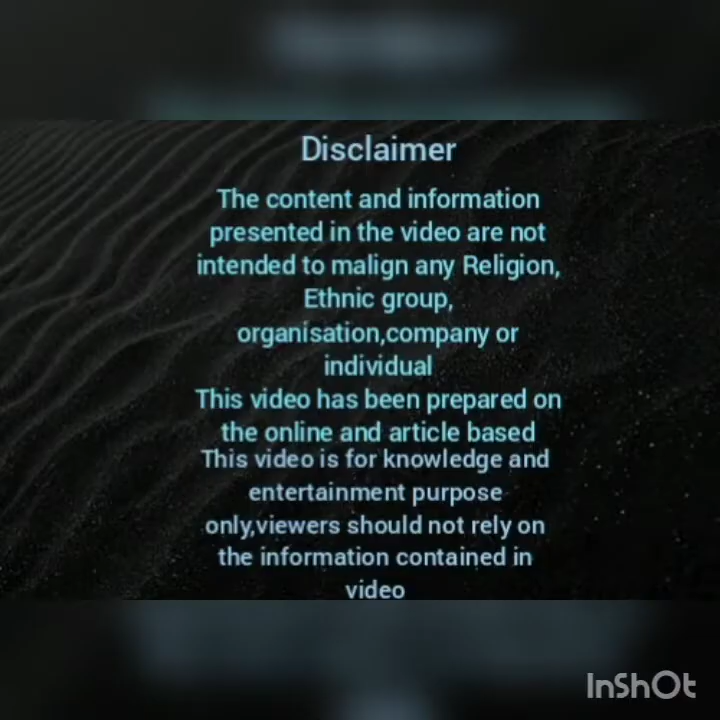 Disclaimer
The content and information
presented in the video are not
intended to malign any Religion,
Ethnic group,
organisation,company or
individual
This video has been prepared on
the online and article based
This video is for knowledge and
entertainment purpose
only,viewers should not rely on
the information contained in
video
InShOt